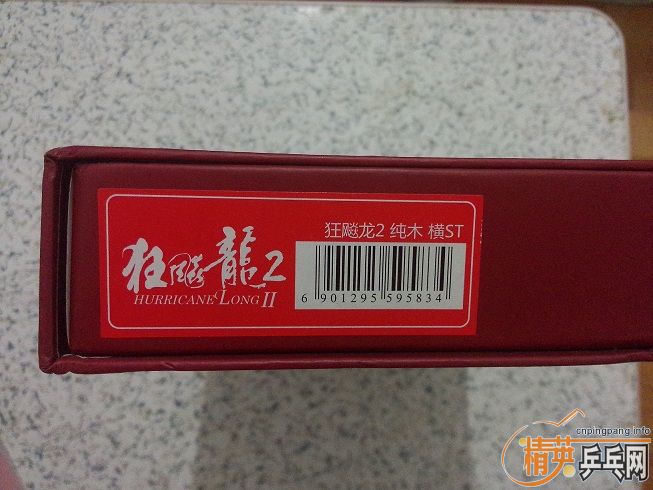 狂飚龙2 纯木 横ST
狂飚龍2
HURRICANE LONG II
6 901295 595834
cnpingpang.info
精英乒乓网